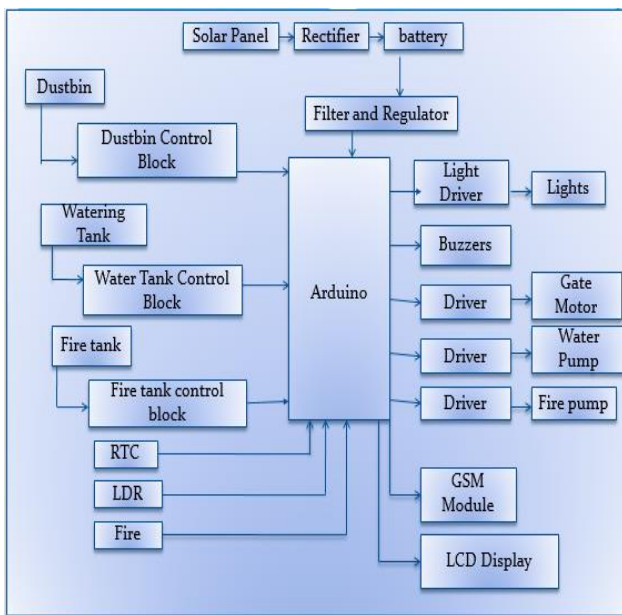 Solar Panel
Rectifier
battery
Dustbin
Filter and Regulator
Dustbin Control
Block
Light
Driver
Lights
Watering
Tank
Buzzers
Water Tank Control
Block
Arduino
Driver
Gate
Motor
Fire tank
Driver
Water
Pump
Fire tank control
block
Driver
Fire pump
RTC
LDR
GSM
Module
Fire
LCD Display